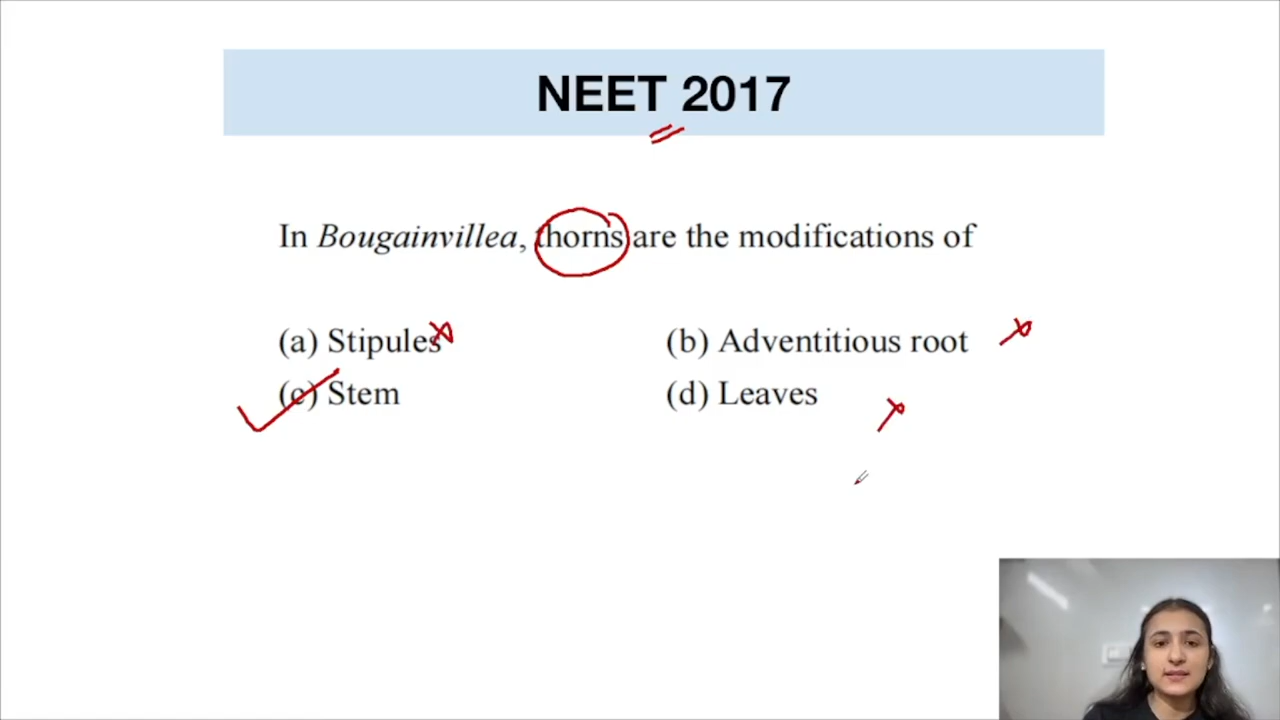 NEET 2017
In Bougainvillea, thorns are the modifications of
(a) Stipules
(b) Adventitious root
(c) Stem
(d) Leaves